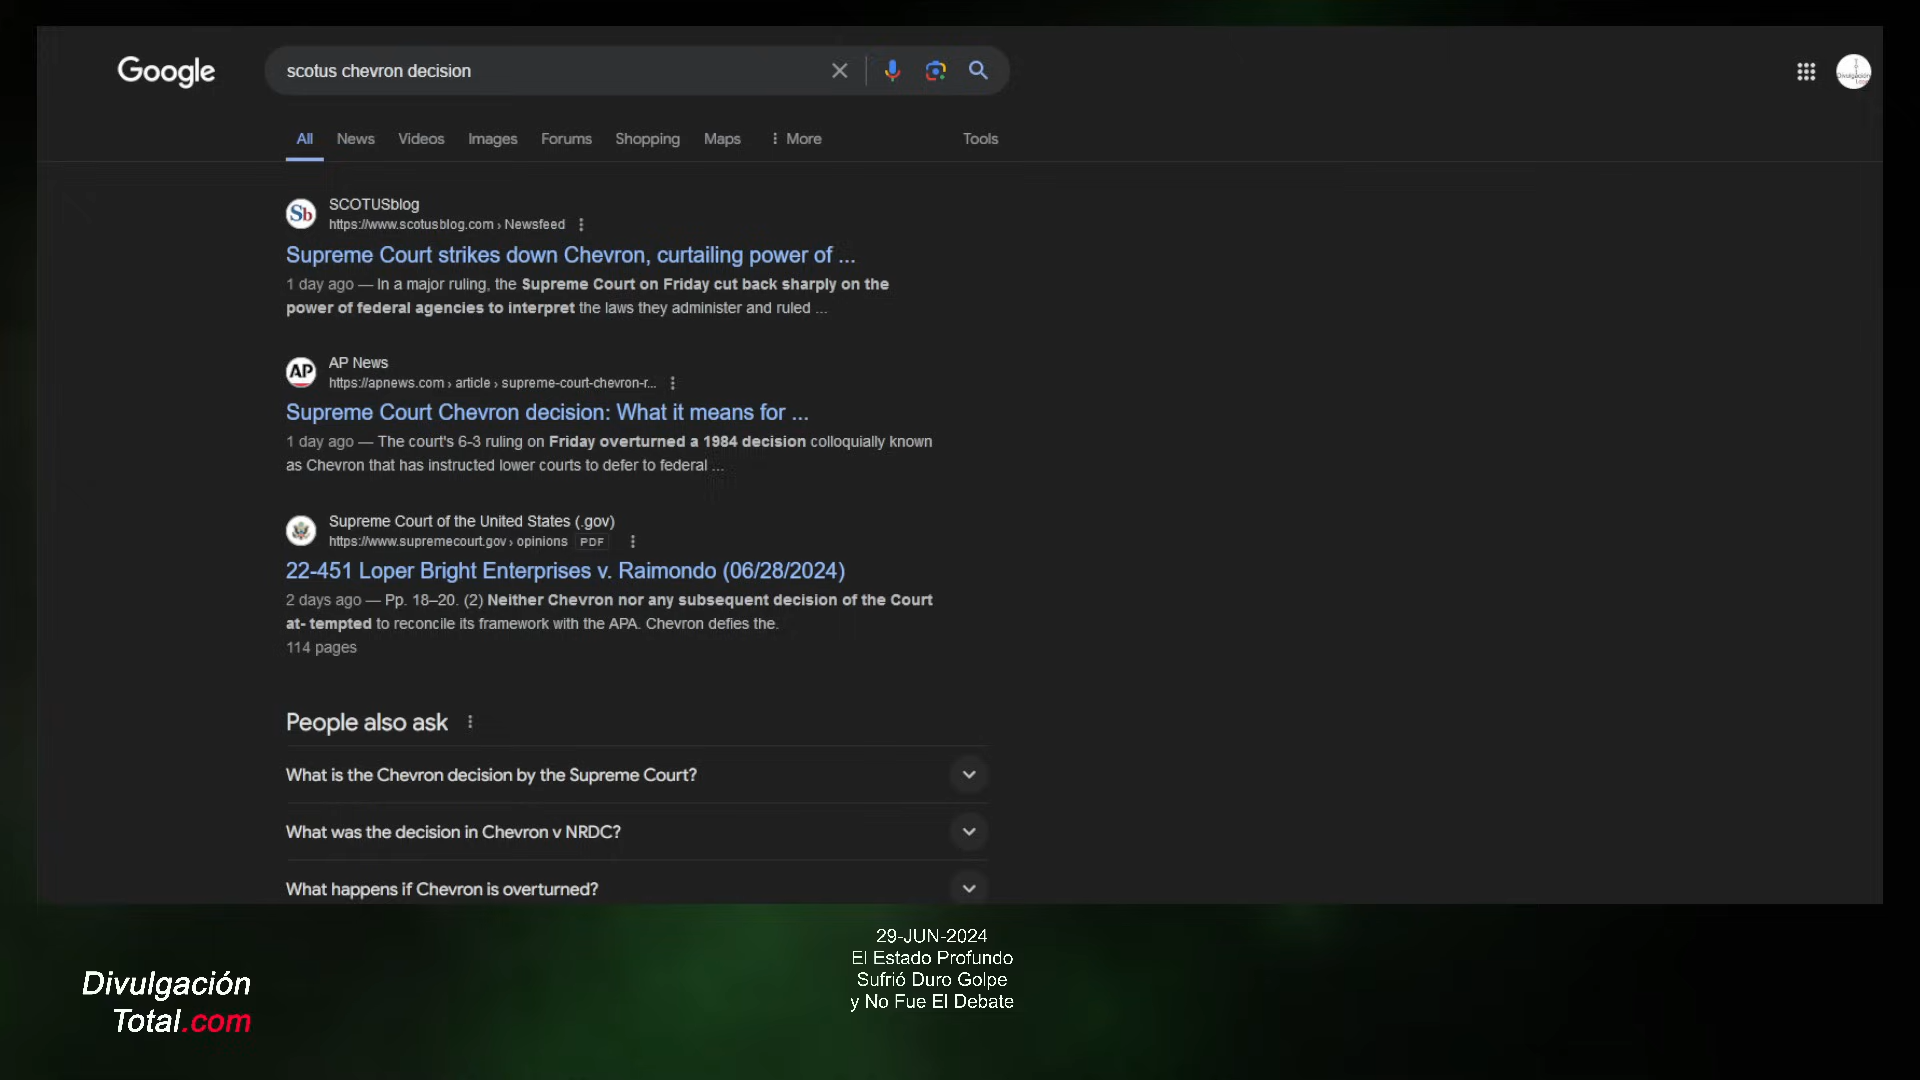 Google
scotus chevron decision
All
News
Videos
Images
Forums
Shopping
Maps
More
Tools
Sb
SCOTUSblog
https://www.scotusblog.com › Newsfeed
Supreme Court strikes down Chevron, curtailing power of ...
1 day ago — In a major ruling, the Supreme Court on Friday cut back sharply on the
power of federal agencies to interpret the laws they administer and ruled ...
AP
AP News
https://apnews.com › article › supreme-court-chevron-r...
Supreme Court Chevron decision: What it means for ...
1 day ago — The court's 6-3 ruling on Friday overturned a 1984 decision colloquially known
as Chevron that has instructed lower courts to defer to federal ...
Supreme Court of the United States (.gov)
https://www.supremecourt.gov › opinions PDF
22-451 Loper Bright Enterprises v. Raimondo (06/28/2024)
2 days ago — Pp. 18–20. (2) Neither Chevron nor any subsequent decision of the Court
at- tempted to reconcile its framework with the APA. Chevron defies the.
114 pages
People also ask
What is the Chevron decision by the Supreme Court?
What was the decision in Chevron v NRDC?
What happens if Chevron is overturned?
29-JUN-2024
El Estado Profundo
Sufrió Duro Golpe
y No Fue El Debate
Divulgación
Total.com